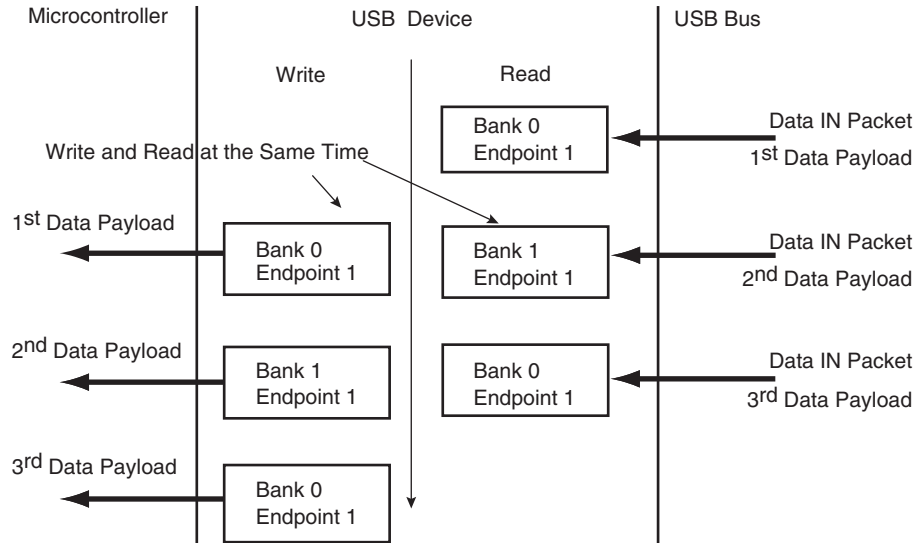 Microcontroller
USB Device
USB Bus
Write
Read
Bank 0
Endpoint 1
Data IN Packet
1st Data Payload
Write and Read at the Same Time
1st Data Payload
Bank 0
Endpoint 1
Bank 1
Endpoint 1
Data IN Packet
2nd Data Payload
2nd Data Payload
Bank 1
Endpoint 1
Bank 0
Endpoint 1
Data IN Packet
3rd Data Payload
3rd Data Payload
Bank 0
Endpoint 1